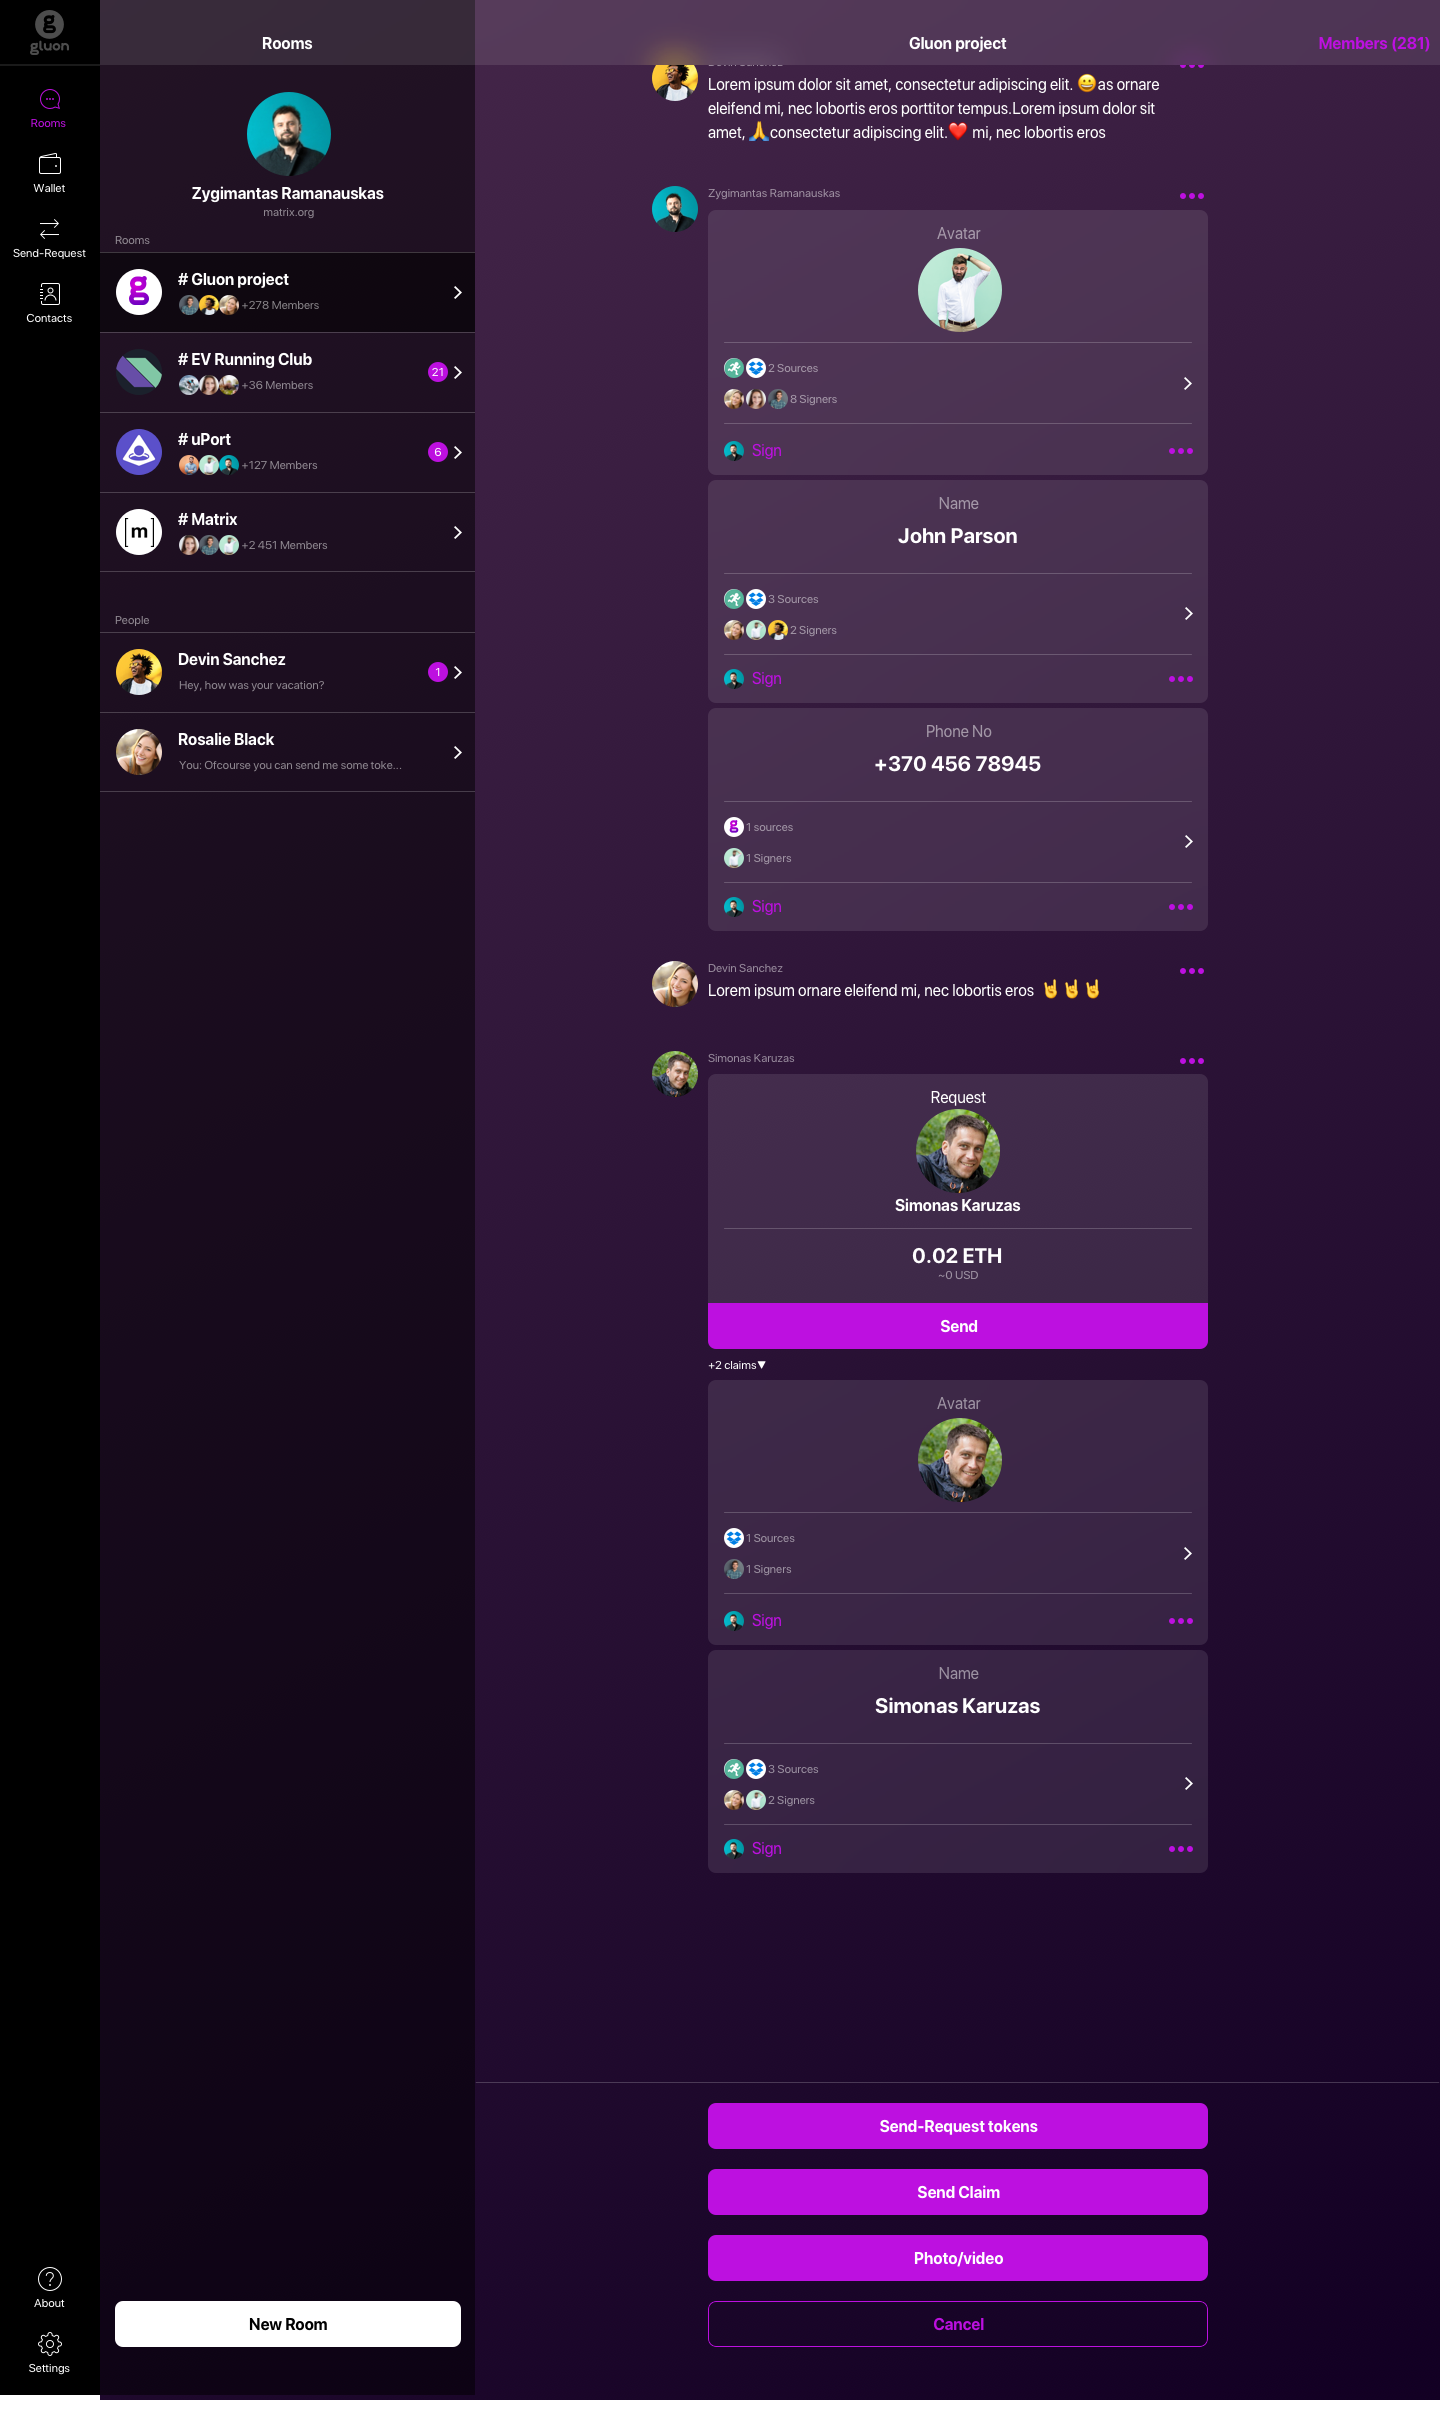 gluon
Rooms
Wallet
Send-Request
Contacts
About
Settings
Rooms
Zygimantas Ramanauskas
matrix.org
Rooms
# Gluon project
+278 Members
# EV Running Club
+36 Members
21
# uPort
+127 Members
6
[m]
# Matrix
+2 451 Members
People
Devin Sanchez
Hey, how was your vacation?
1
Rosalie Black
You: Ofcourse you can send me some toke...
New Room
Gluon project
Members (281)
Lorem ipsum dolor sit amet, consectetur adipiscing elit. 😀as ornare
eleifend mi, nec lobortis eros porttitor tempus.Lorem ipsum dolor sit
amet, 🙏consectetur adipiscing elit.❤️ mi, nec lobortis eros
Zygimantas Ramanauskas
Avatar
2 Sources
8 Signers
Sign
Name
John Parson
3 Sources
2 Signers
Sign
Phone No
+370 456 78945
1 sources
1 Signers
Sign
Devin Sanchez
Lorem ipsum ornare eleifend mi, nec lobortis eros 🤘🤘🤘
Simonas Karuzas
Request
Simonas Karuzas
0.02 ETH
~0 USD
Send
+2 claims▼
Avatar
1 Sources
1 Signers
Sign
Name
Simonas Karuzas
3 Sources
2 Signers
Sign
Send-Request tokens
Send Claim
Photo/video
Cancel